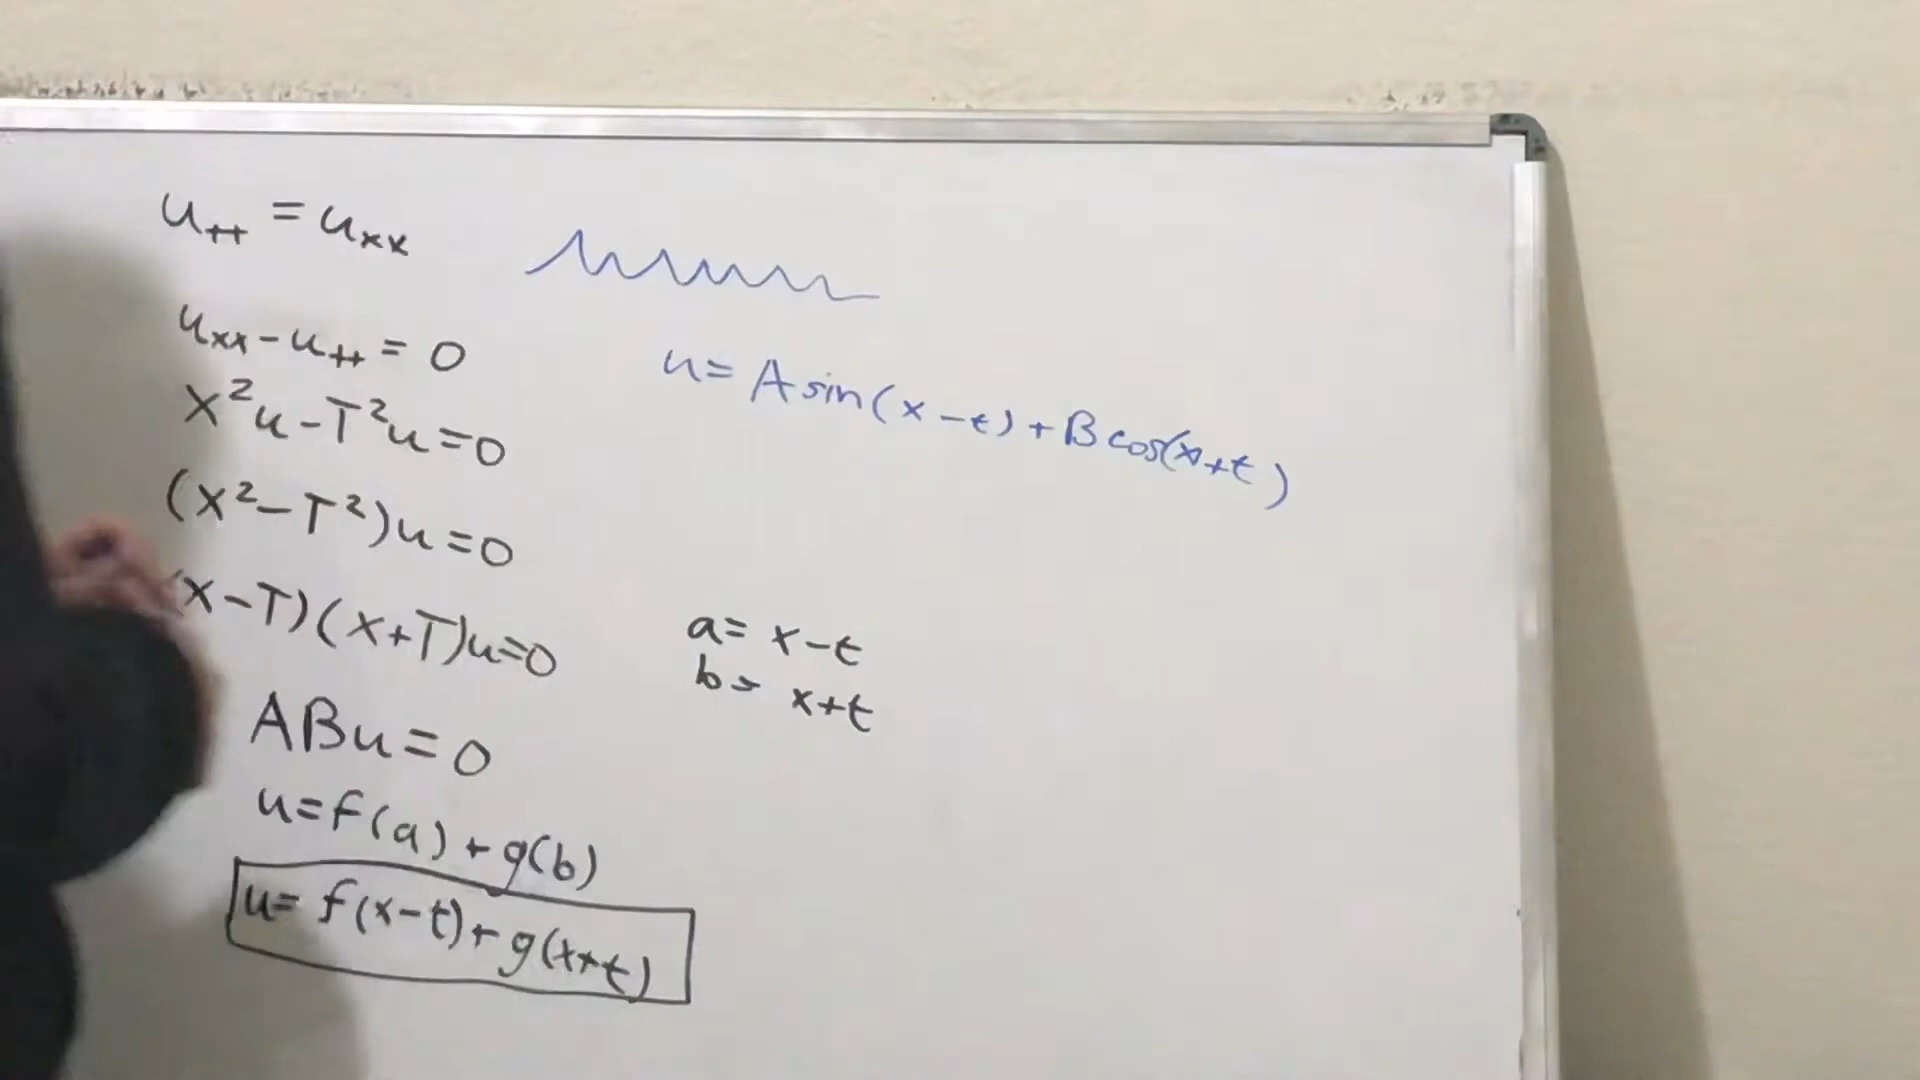 u_tt = u_xx
u_xx - u_tt = 0
X²u - T²u = 0
(X² - T²)u = 0
(X - T)(X + T)u = 0
ABu = 0
u = f(a) + g(b)
u = f(x - t) + g(x + t)
u = A sin(x - t) + B cos(x + t)
a = x - t
b = x + t